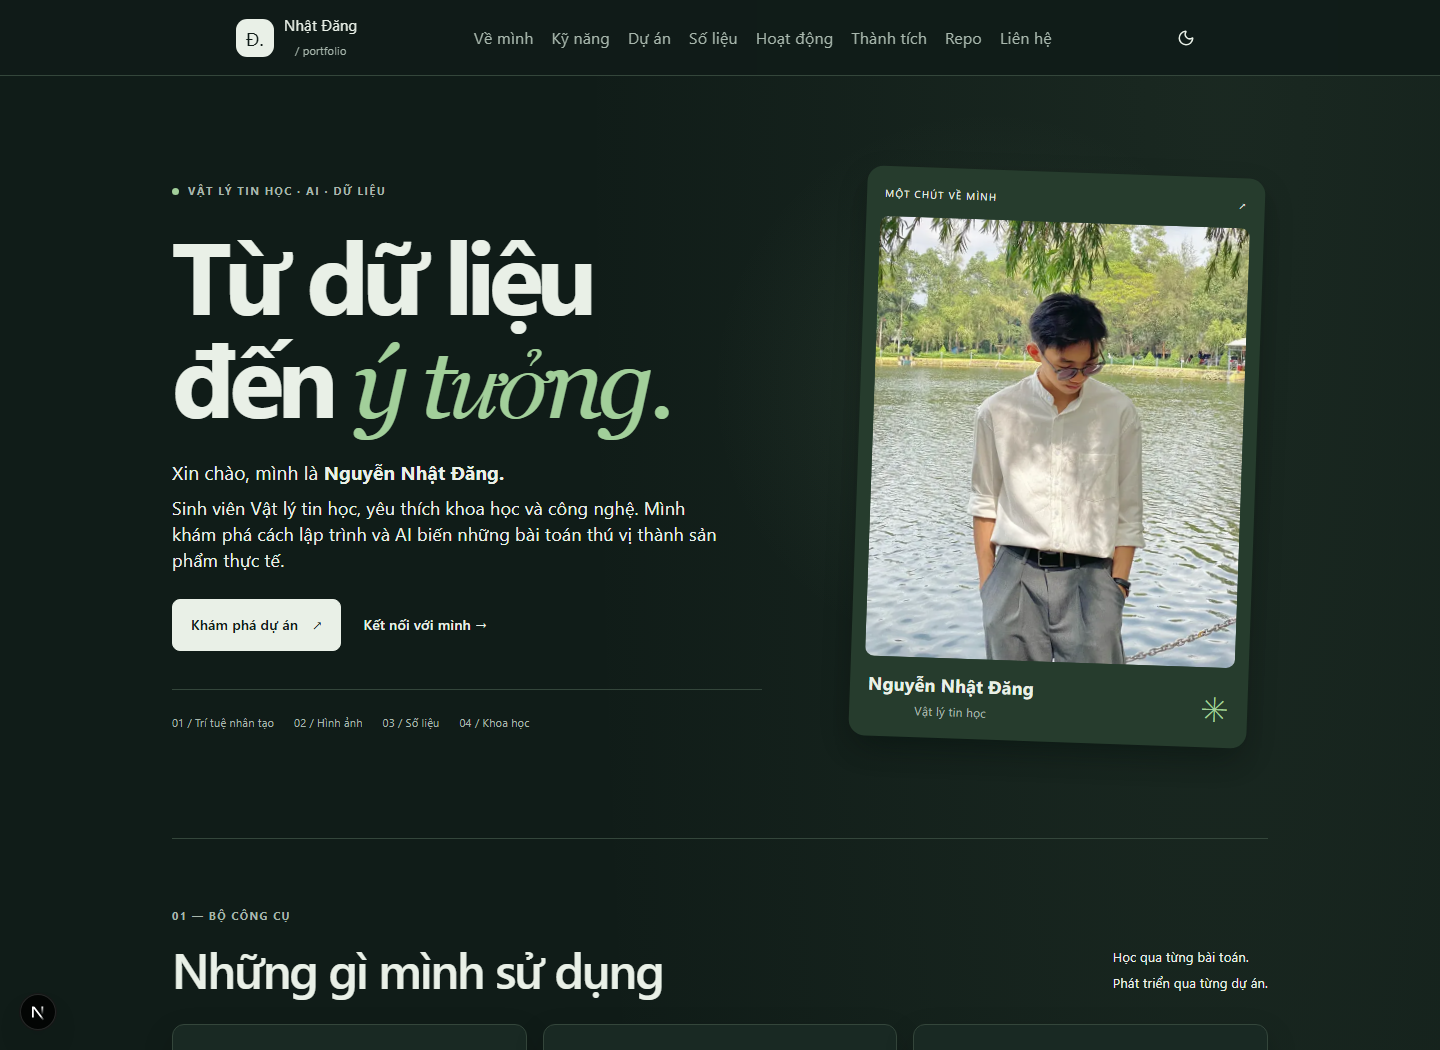 Đ.
Nhật Đăng
/ portfolio
Về mình Kỹ năng Dự án Số liệu Hoạt động Thành tích Repo Liên hệ
VẬT LÝ TIN HỌC · AI · DỮ LIỆU
Từ dữ liệu
đến ý tưởng.
Xin chào, mình là Nguyễn Nhật Đăng.
Sinh viên Vật lý tin học, yêu thích khoa học và công nghệ. Mình
khám phá cách lập trình và AI biến những bài toán thú vị thành sản
phẩm thực tế.
Khám phá dự án ↗
Kết nối với mình →
01 / Trí tuệ nhân tạo 02 / Hình ảnh 03 / Số liệu 04 / Khoa học
MỘT CHÚT VỀ MÌNH ↗
Nguyễn Nhật Đăng
Vật lý tin học
01 — BỘ CÔNG CỤ
Những gì mình sử dụng
Học qua từng bài toán.
Phát triển qua từng dự án.
N